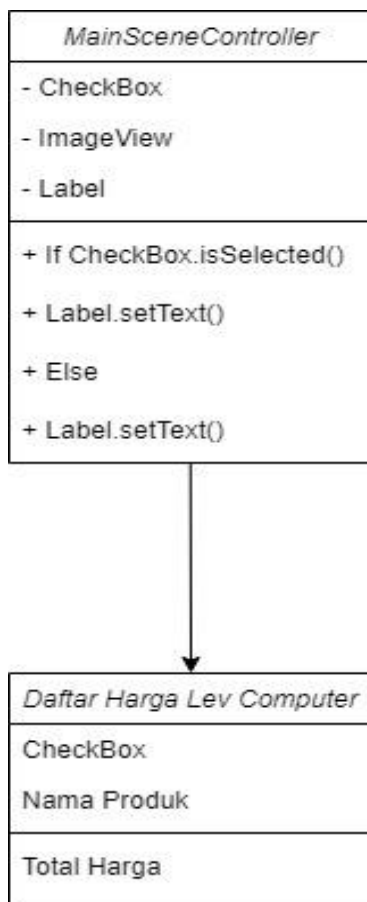 MainSceneController
- CheckBox
- ImageView
- Label
+ If CheckBox.isSelected()
+ Label.setText()
+ Else
+ Label.setText()
Daftar Harga Lev Computer
CheckBox
Nama Produk
Total Harga